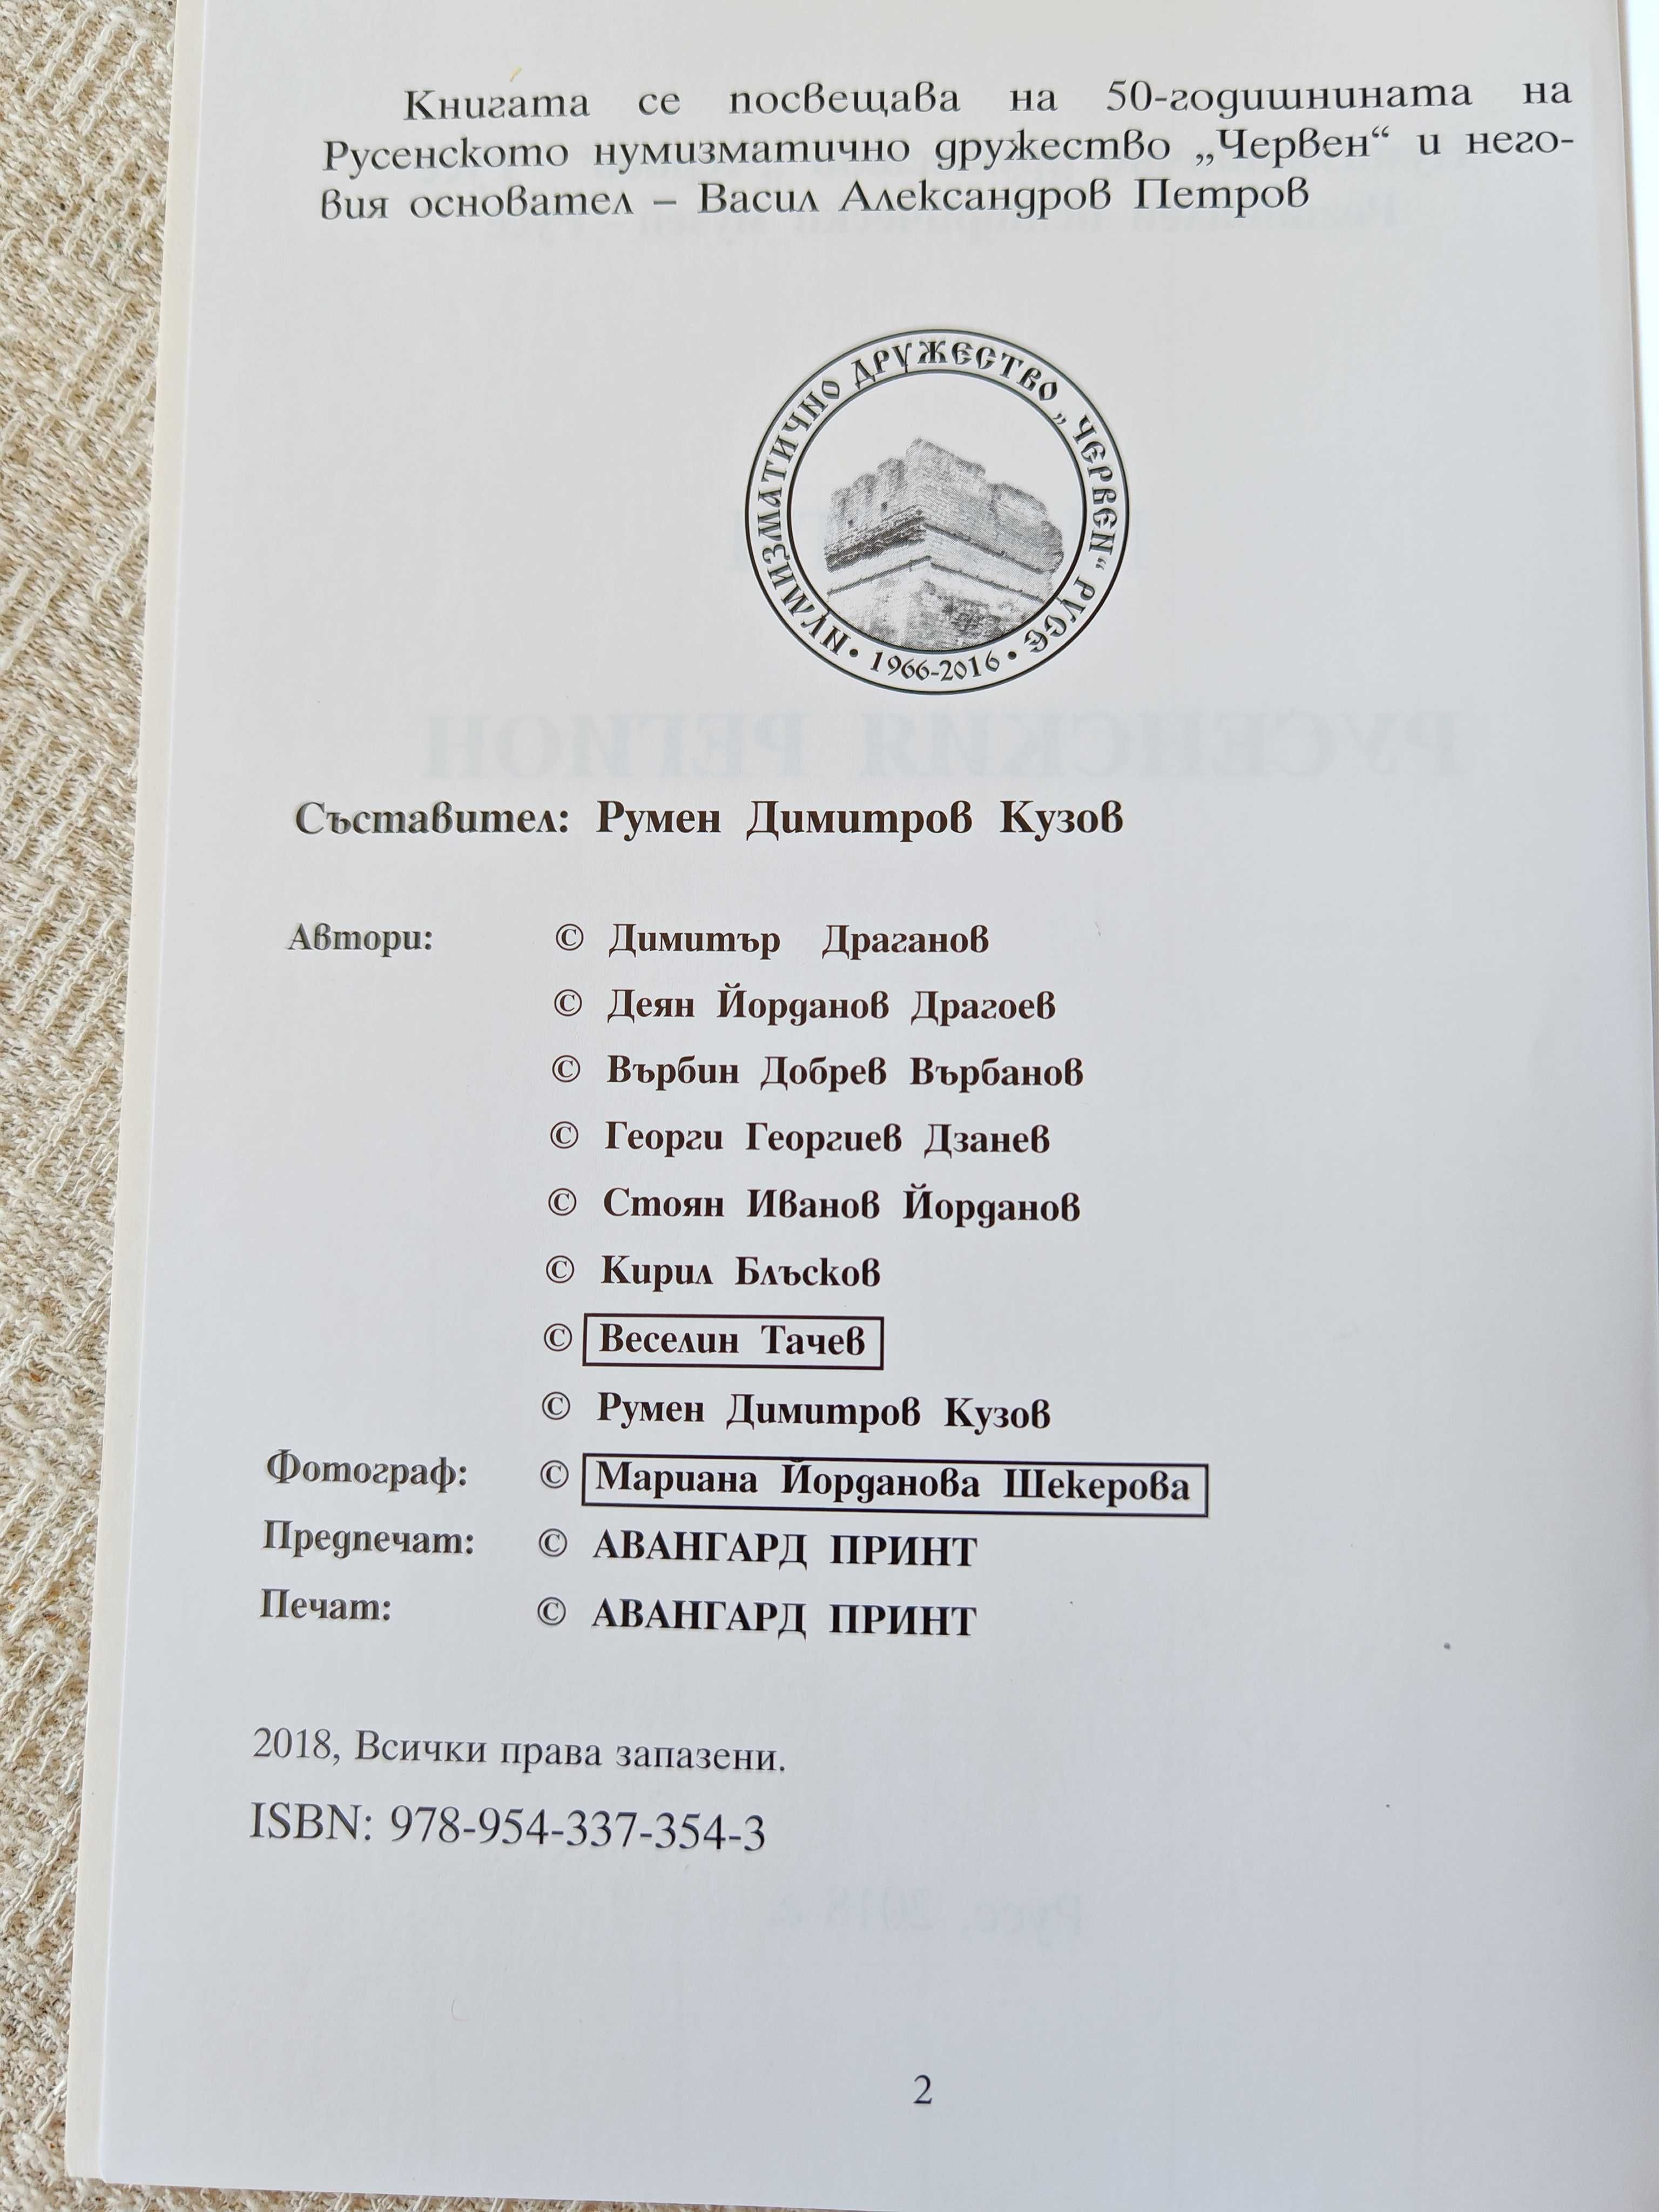 Книгата се посвещава на 50-годишнината на
Русенското нумизматично дружество „Червен“ и него-
вия основател – Васил Александров Петров
НУМИЗМАТИЧНО ДРУЖЕСТВО „ЧЕРВЕН“ РУСЕ
• 1966-2016 •
Съставител: Румен Димитров Кузов
Автори: © Димитър Драганов
© Деян Йорданов Драгоев
© Върбин Добрев Върбанов
© Георги Георгиев Дзанев
© Стоян Иванов Йорданов
© Кирил Блъсков
© Веселин Тачев
© Румен Димитров Кузов
Фотограф: © Мариана Йорданова Шекерова
Предпечат: © АВАНГАРД ПРИНТ
Печат: © АВАНГАРД ПРИНТ
2018, Всички права запазени.
ISBN: 978-954-337-354-3
2